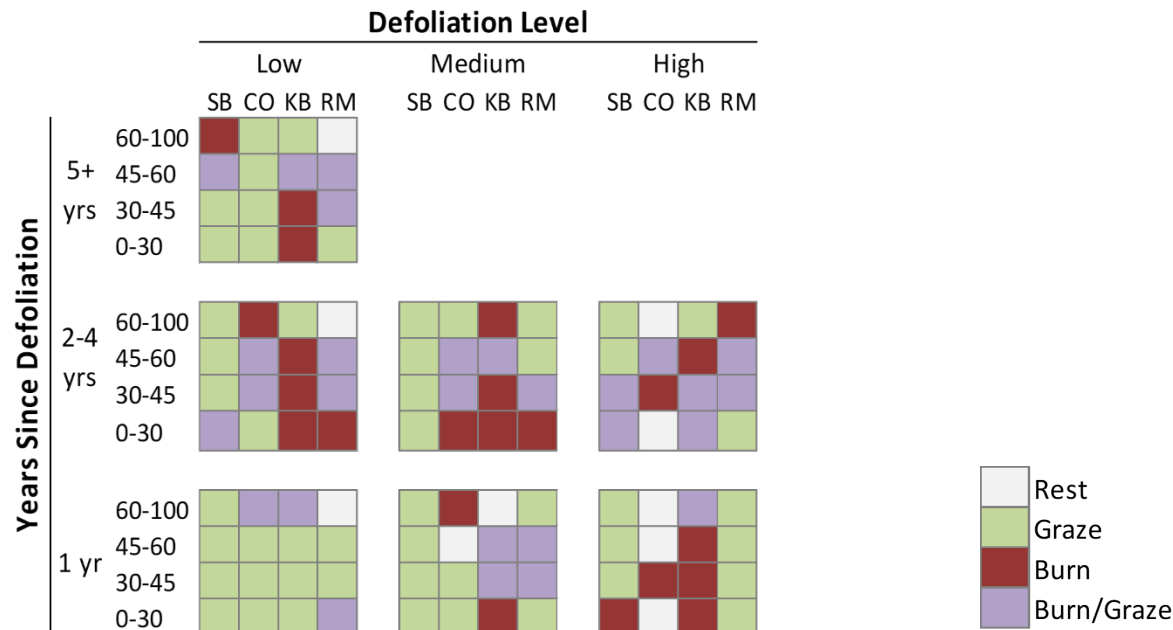 Defoliation Level
Low Medium High
SB CO KB RM SB CO KB RM SB CO KB RM
Years Since Defoliation
5+
yrs
60-100
45-60
30-45
0-30
2-4
yrs
60-100
45-60
30-45
0-30
1 yr
60-100
45-60
30-45
0-30
Rest
Graze
Burn
Burn/Graze